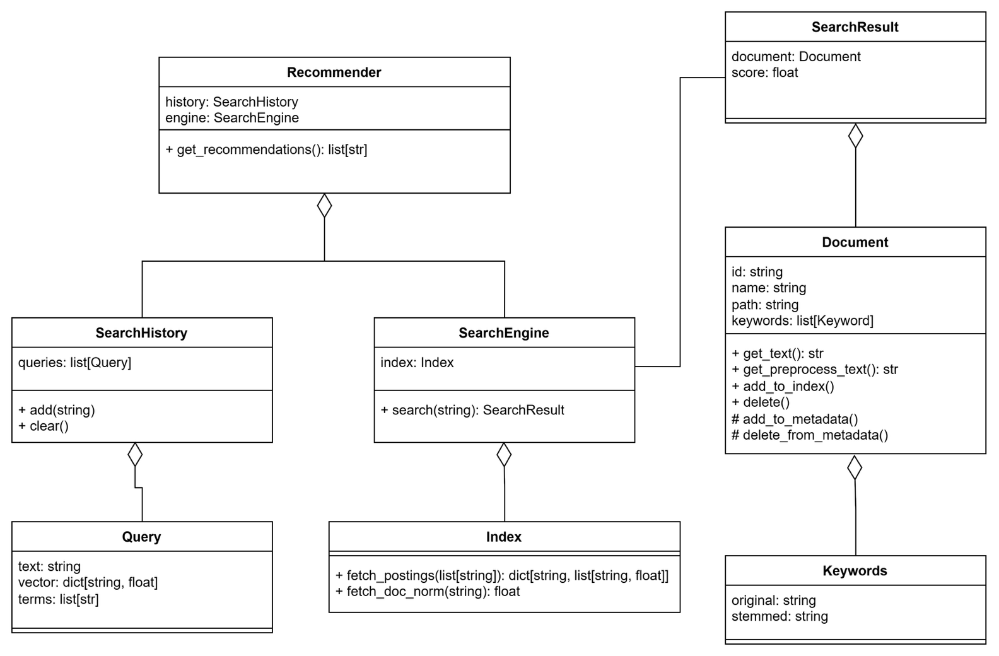 SearchResult
document: Document
score: float
Recommender
history: SearchHistory
engine: SearchEngine
+ get_recommendations(): list[str]
Document
id: string
name: string
path: string
keywords: list[Keyword]
+ get_text(): str
+ get_preprocess_text(): str
+ add_to_index()
+ delete()
# add_to_metadata()
# delete_from_metadata()
SearchHistory
queries: list[Query]
+ add(string)
+ clear()
SearchEngine
index: Index
+ search(string): SearchResult
Query
text: string
vector: dict[string, float]
terms: list[str]
Index
+ fetch_postings(list[string]): dict[string, list[string, float]]
+ fetch_doc_norm(string): float
Keywords
original: string
stemmed: string